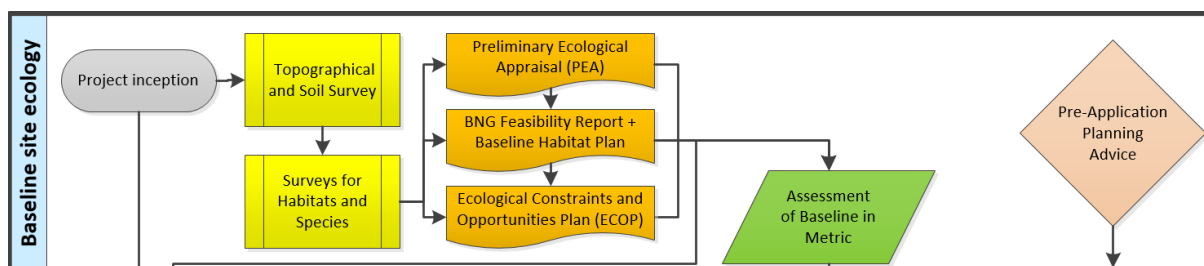 Baseline site ecology
Project inception
Topographical
and Soil Survey
Surveys for
Habitats and
Species
Preliminary Ecological
Appraisal (PEA)
BNG Feasibility Report +
Baseline Habitat Plan
Ecological Constraints and
Opportunities Plan (ECOP)
Assessment
of Baseline in
Metric
Pre-Application
Planning
Advice